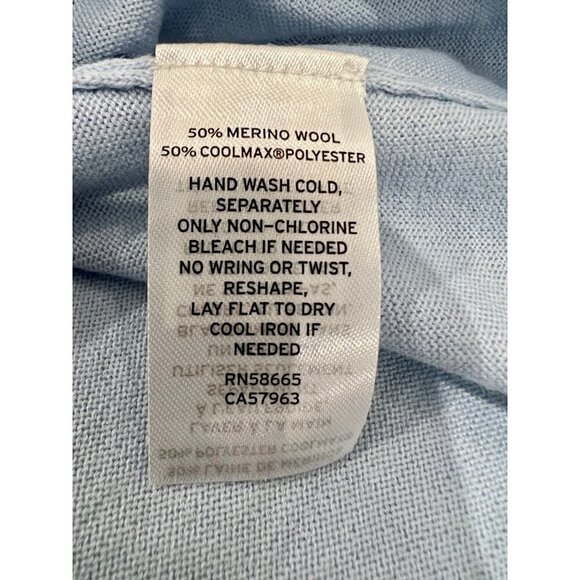 50% MERINO WOOL
50% COOLMAX®POLYESTER
HAND WASH COLD,
SEPARATELY
ONLY NON-CHLORINE
BLEACH IF NEEDED
NO WRING OR TWIST,
RESHAPE,
LAY FLAT TO DRY
COOL IRON IF
NEEDED
RN58665
CA57963